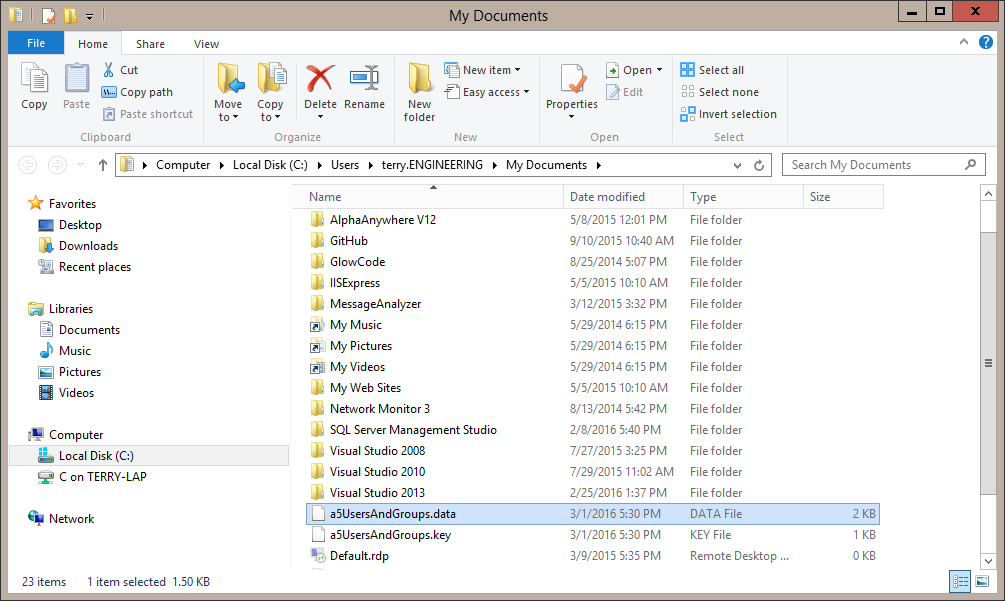 My Documents
File Home Share View
Copy Paste Cut Copy path Paste shortcut
Clipboard
Move to Copy to Delete Rename
Organize
New folder New item Easy access
New
Properties Open Edit
Open
Select all
Select none
Invert selection
Select
Computer Local Disk (C:) Users terry.ENGINEERING My Documents
Search My Documents
Favorites
Desktop
Downloads
Recent places
Libraries
Documents
Music
Pictures
Videos
Computer
Local Disk (C:)
C on TERRY-LAP
Network
Name Date modified Type Size
AlphaAnywhere V12 5/8/2015 12:01 PM File folder
GitHub 9/10/2015 10:40 AM File folder
GlowCode 8/25/2014 5:07 PM File folder
IISExpress 5/5/2015 10:10 AM File folder
MessageAnalyzer 3/12/2015 3:32 PM File folder
My Music 5/29/2014 6:15 PM File folder
My Pictures 5/29/2014 6:15 PM File folder
My Videos 5/29/2014 6:15 PM File folder
My Web Sites 5/5/2015 10:10 AM File folder
Network Monitor 3 8/13/2014 5:42 PM File folder
SQL Server Management Studio 2/8/2016 5:40 PM File folder
Visual Studio 2008 7/27/2015 3:25 PM File folder
Visual Studio 2010 7/29/2015 11:02 AM File folder
Visual Studio 2013 2/25/2016 1:37 PM File folder
a5UsersAndGroups.data 3/1/2016 5:30 PM DATA File 2 KB
a5UsersAndGroups.key 3/1/2016 5:30 PM KEY File 1 KB
Default.rdp 3/9/2015 5:35 PM Remote Desktop ... 0 KB
23 items 1 item selected 1.50 KB